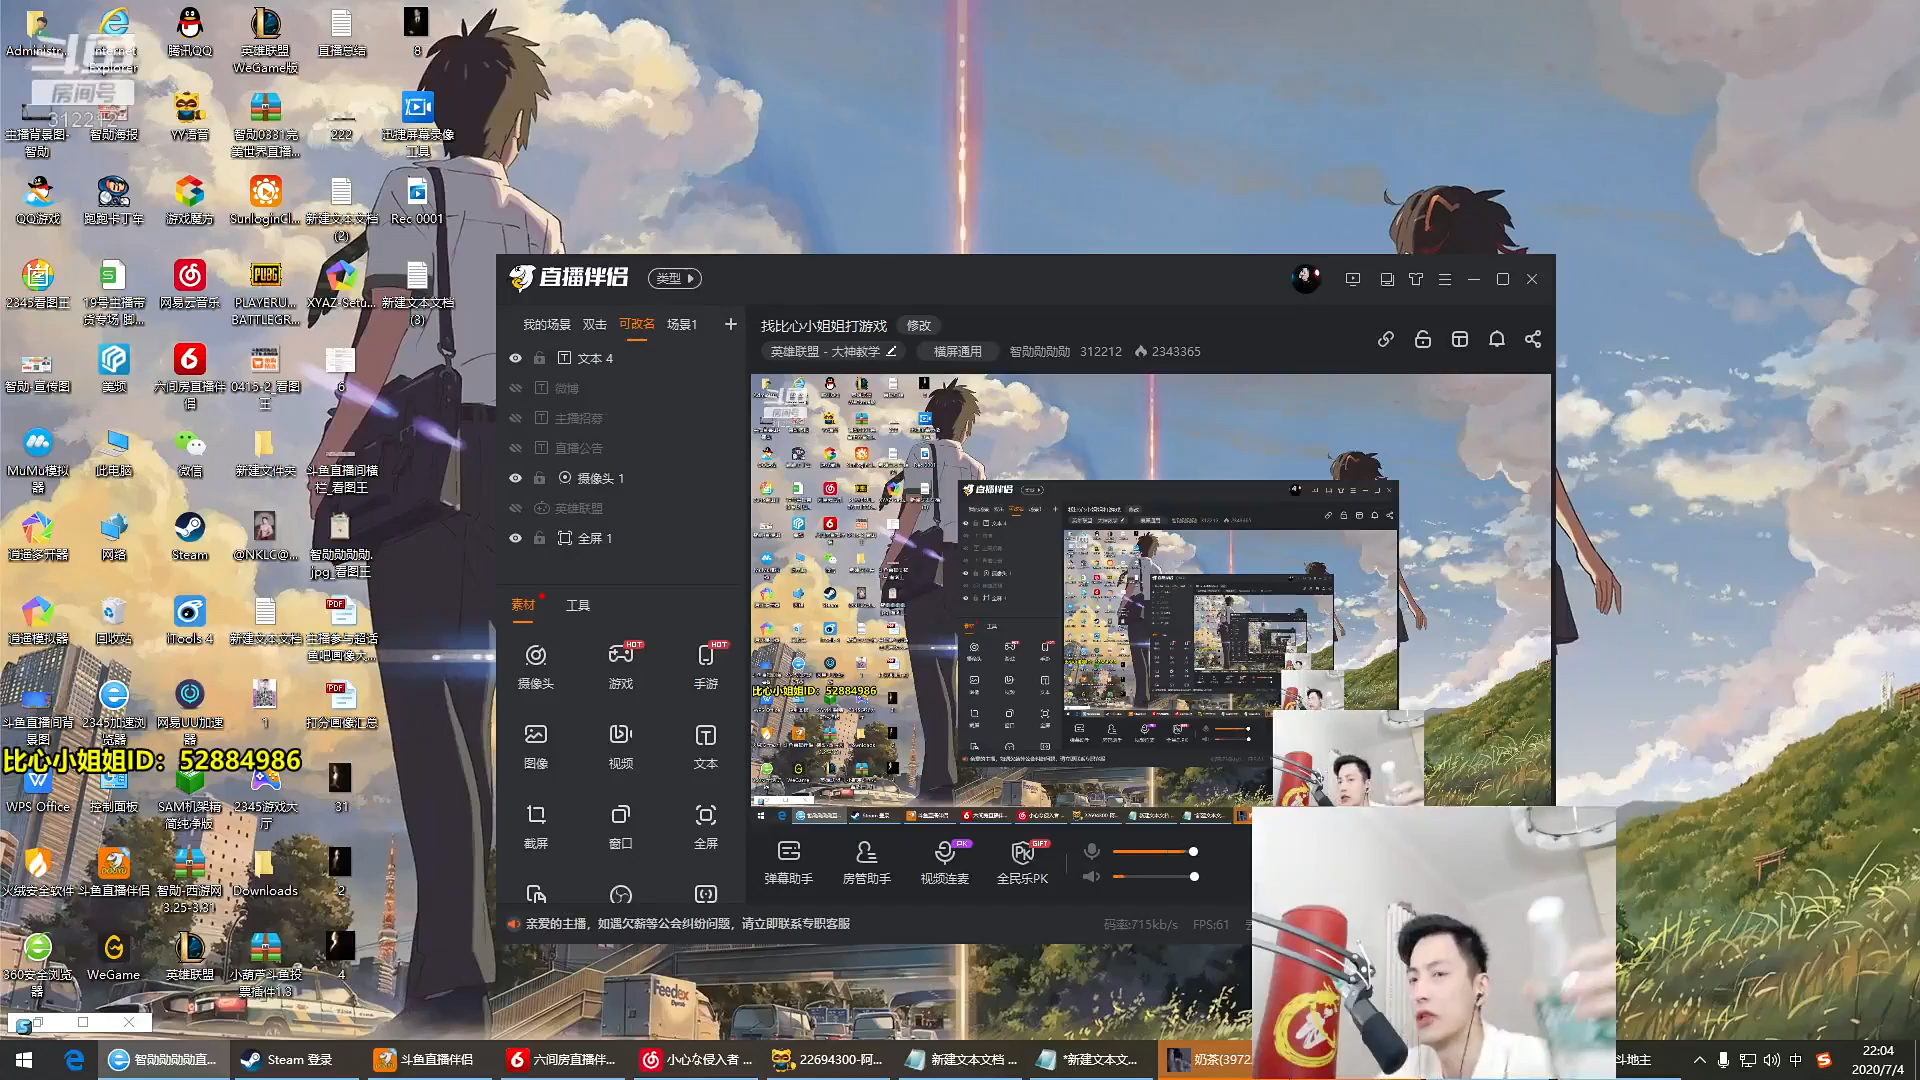 Administr...
Internet Explorer
腾讯QQ
英雄联盟WeGame版
直播总结
8
斗鱼
房间号
312212
主播背景图-智勋
智勋海报
YY语音
智勋0331完美世界直播...
222
迅捷屏幕录像工具
QQ游戏
跑跑卡丁车
游戏魔方
SunloginCl...
新建文本文档(2)
Rec 0001
2345看图王
19号主播带货专场-脚...
网易云音乐
PLAYERU... BATTLEGR...
XYAZ-Setu...
新建文本文档(3)
智勋-宣传图
美频
六间房直播伴侣
0415-2_看图王
6
MuMu模拟器
此电脑
微信
新建文件夹
斗鱼直播间横栏_看图王
逍遥多开器
网络
Steam
@NKLC@...
智勋勋勋勋.jpg_看图王
逍遥模拟器
回收站
iTools 4
新建文本文档
主播参与超话鱼吧画像大...
斗鱼直播间背景图
2345加速浏览器
网易UU加速器
1
打分画像汇总
比心小姐姐ID：52884986
WPS Office
控制面板
SAM机架精简纯净版
2345游戏大厅
31
火绒安全软件
斗鱼直播伴侣
智勋-西游网3.25-3.31
Downloads
2
360安全浏览器
WeGame
英雄联盟
小葫芦斗鱼投票插件1.3
4
直播伴侣
类型
我的场景
双击
可改名
场景1
文本 4
微博
主播招募
直播公告
摄像头 1
英雄联盟
全屏 1
素材
工具
摄像头
游戏
HOT
手游
HOT
图像
视频
文本
截屏
窗口
全屏
找比心小姐姐打游戏
修改
英雄联盟 - 大神教学
横屏通用
智勋勋勋勋
312212
2343365
弹幕助手
房管助手
视频连麦
PK
全民乐PK
GIFT
亲爱的主播，如遇欠薪等公会纠纷问题，请立即联系专职客服
码率:715kb/s
FPS:61
Feedex
智勋勋勋勋直...
Steam 登录
斗鱼直播伴侣
六间房直播伴...
小心な侵入者 ...
22694300-阿...
新建文本文档 ...
*新建文本文...
奶茶(3972
斗地主
中
22:04
2020/7/4